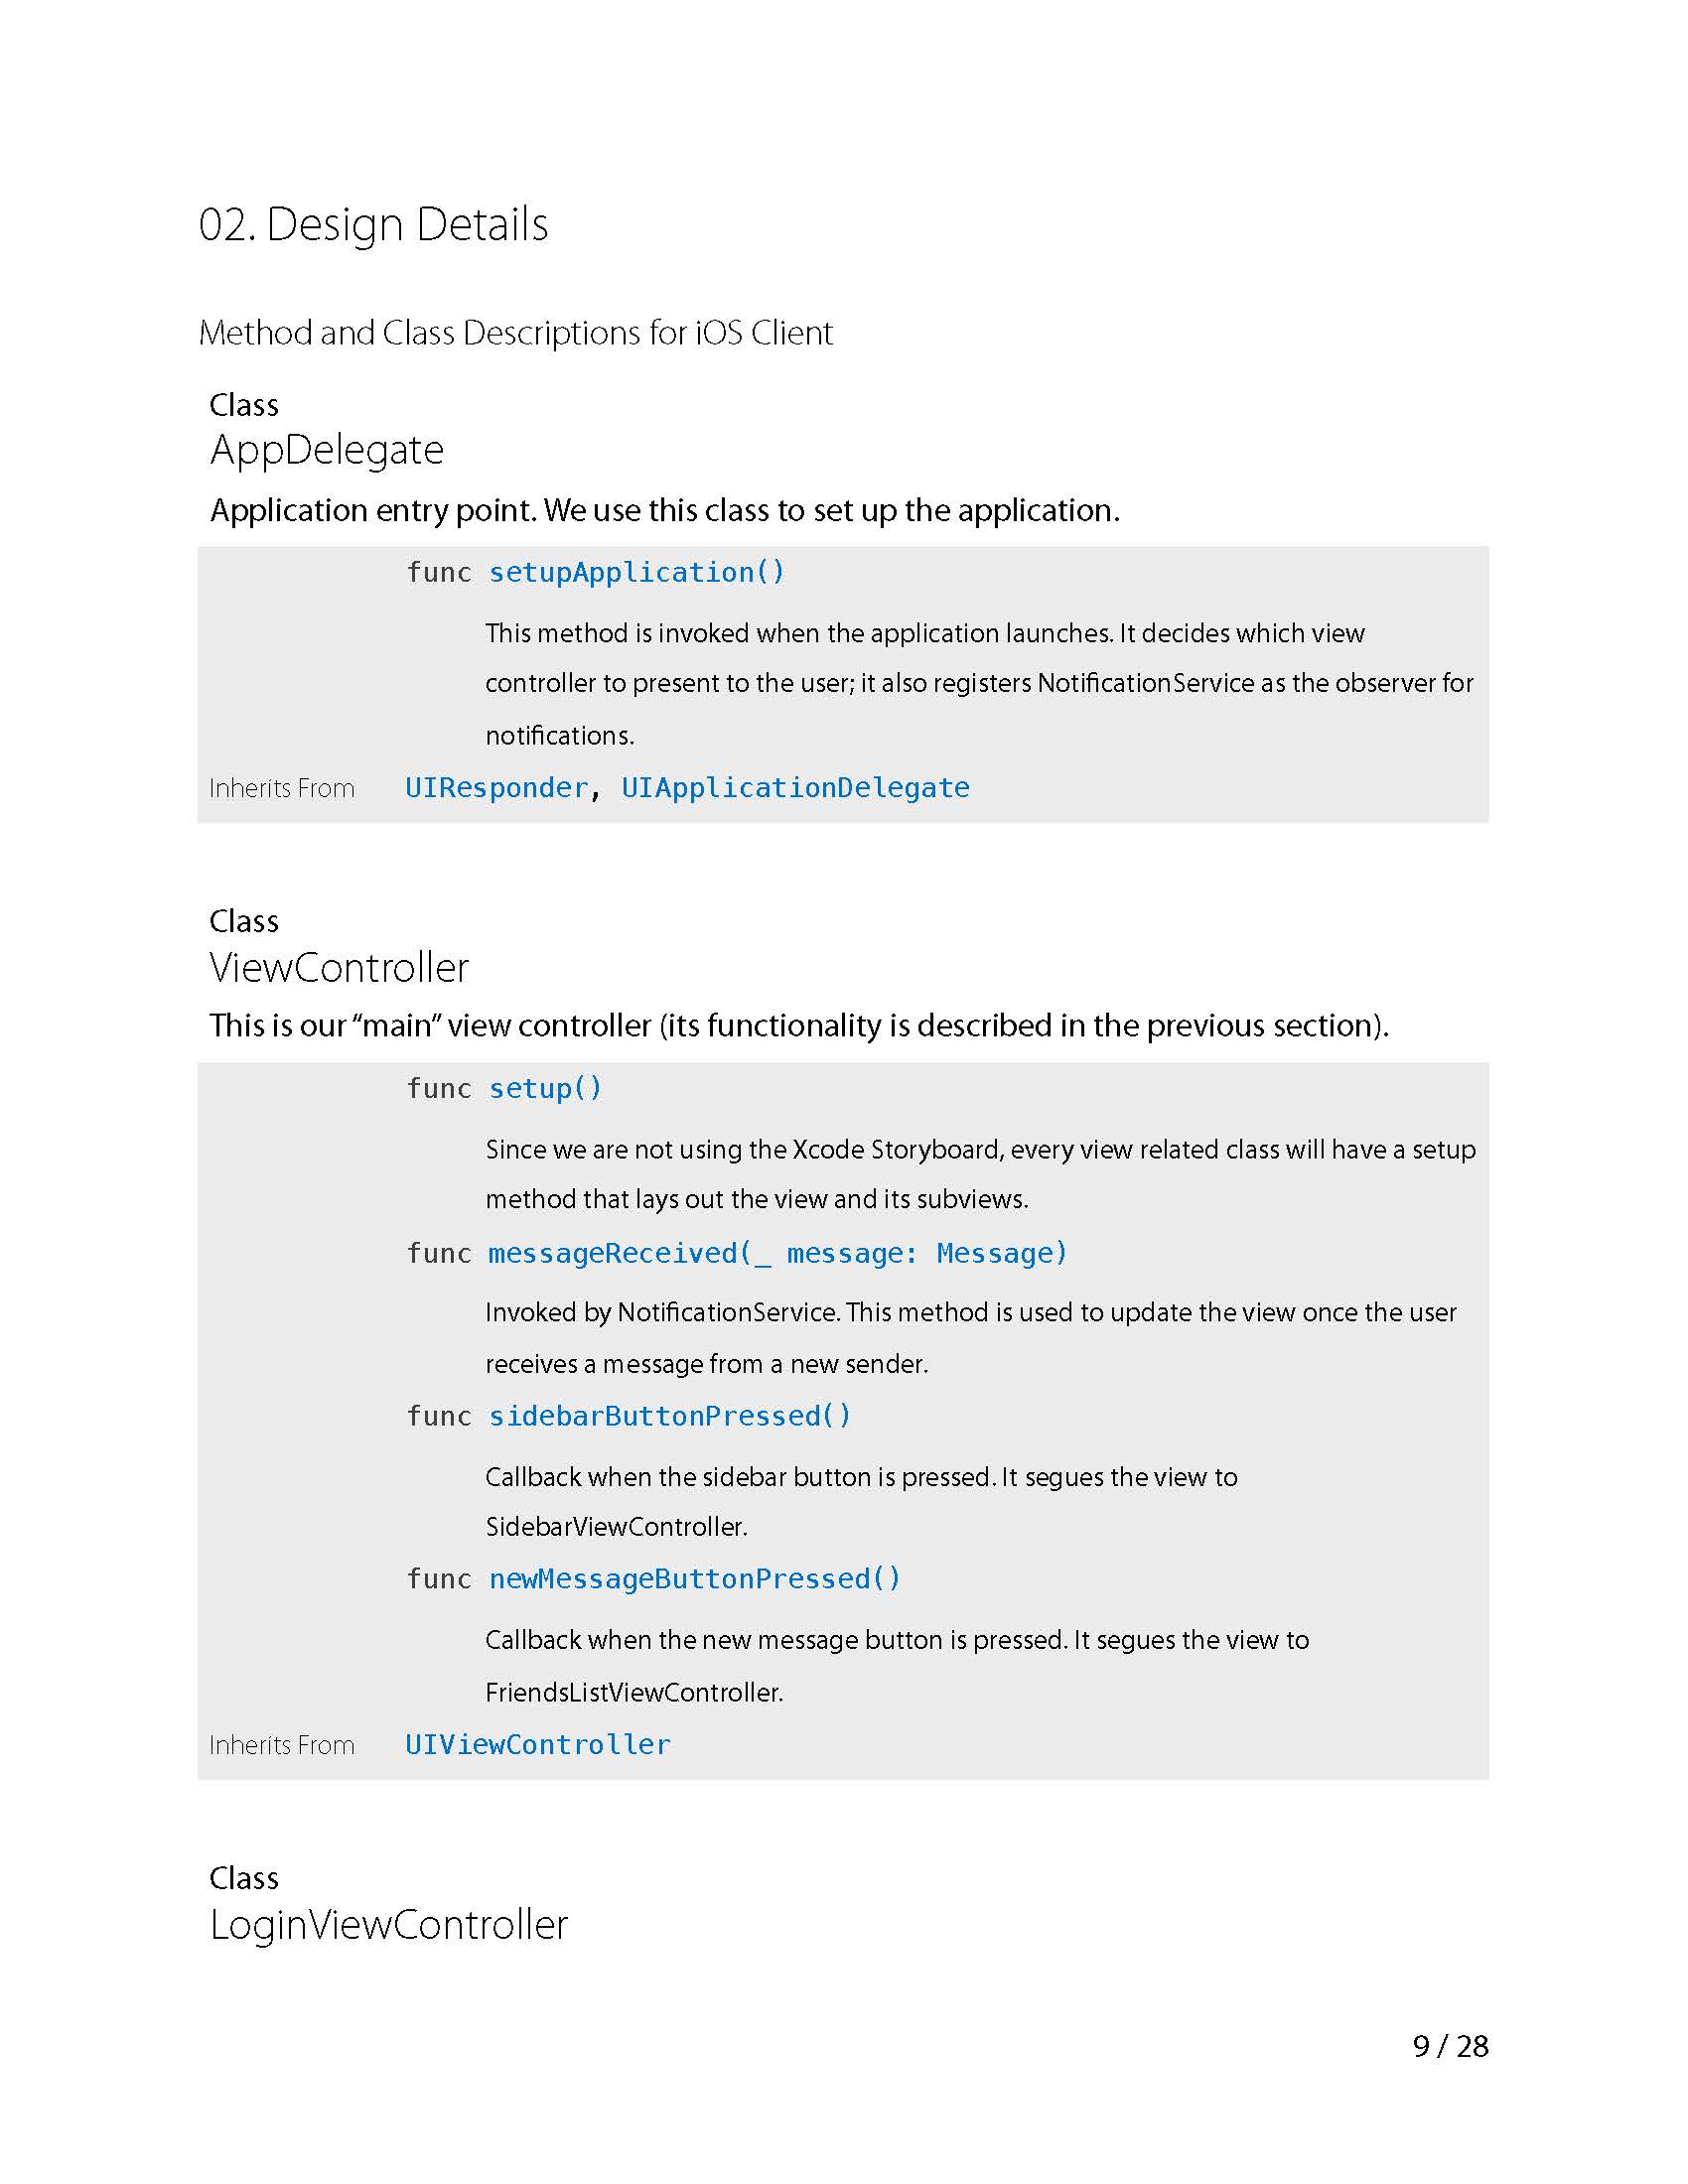 02. Design Details
Method and Class Descriptions for iOS Client
Class
AppDelegate
Application entry point. We use this class to set up the application.
func setupApplication()
This method is invoked when the application launches. It decides which view
controller to present to the user; it also registers NotificationService as the observer for
notifications.
Inherits From UIResponder, UIApplicationDelegate
Class
ViewController
This is our “main” view controller (its functionality is described in the previous section).
func setup()
Since we are not using the Xcode Storyboard, every view related class will have a setup
method that lays out the view and its subviews.
func messageReceived(_ message: Message)
Invoked by NotificationService. This method is used to update the view once the user
receives a message from a new sender.
func sidebarButtonPressed()
Callback when the sidebar button is pressed. It segues the view to
SidebarViewController.
func newMessageButtonPressed()
Callback when the new message button is pressed. It segues the view to
FriendsListViewController.
Inherits From UIViewController
Class
LoginViewController
9 / 28